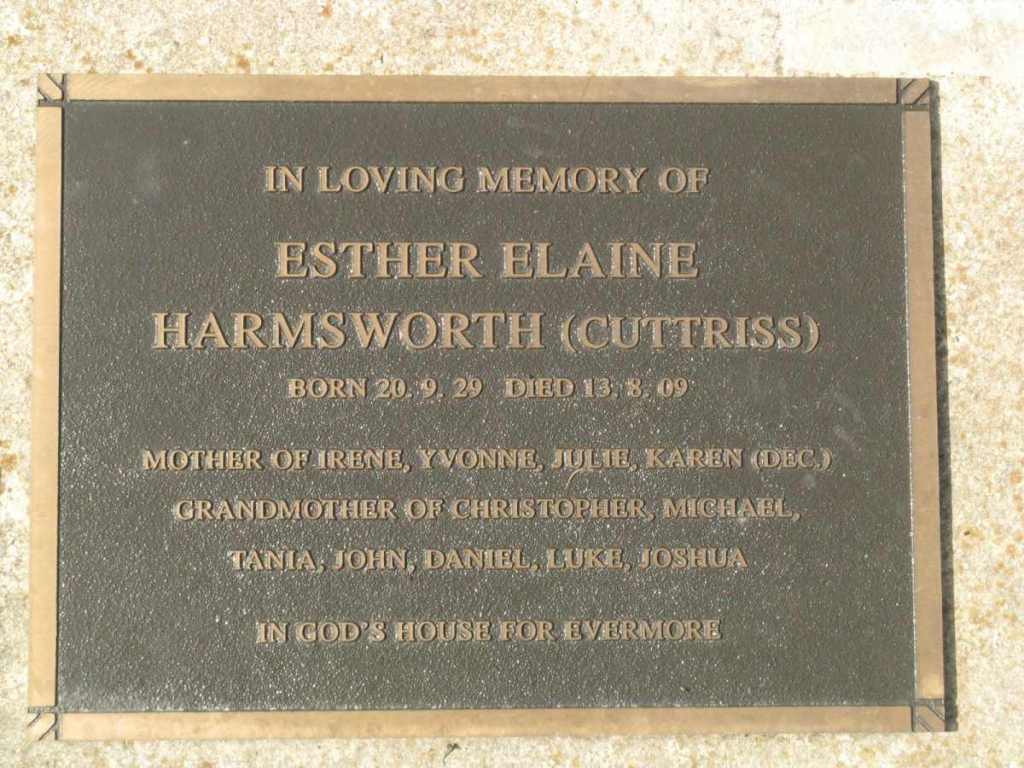 IN LOVING MEMORY OF
ESTHER ELAINE
HARMSWORTH (CUTTRISS)
BORN 20. 9. 29 DIED 13. 8. 09
MOTHER OF IRENE, YVONNE, JULIE, KAREN (DEC.)
GRANDMOTHER OF CHRISTOPHER, MICHAEL,
TANIA, JOHN, DANIEL, LUKE, JOSHUA
IN GOD'S HOUSE FOR EVERMORE